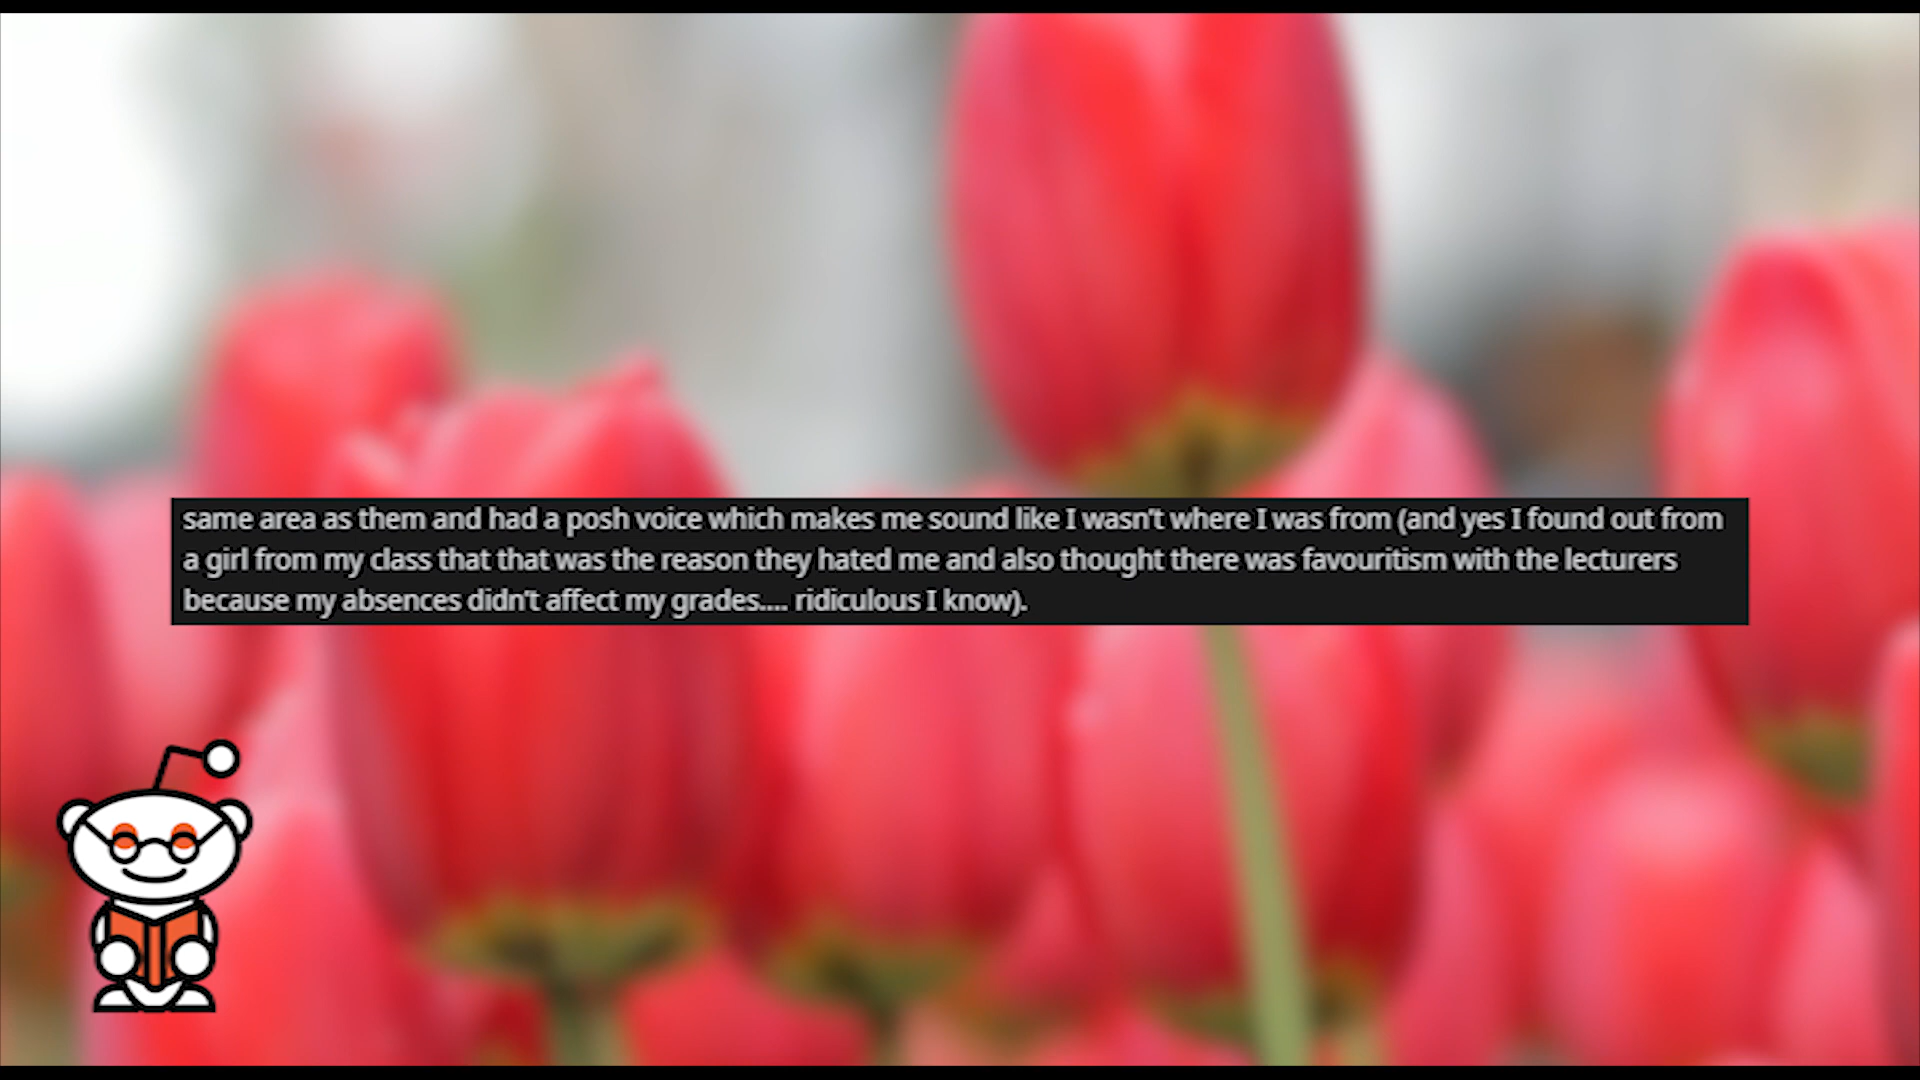 same area as them and had a posh voice which makes me sound like I wasn't where I was from (and yes I found out from
a girl from my class that that was the reason they hated me and also thought there was favouritism with the lecturers
because my absences didn't affect my grades.... ridiculous I know).